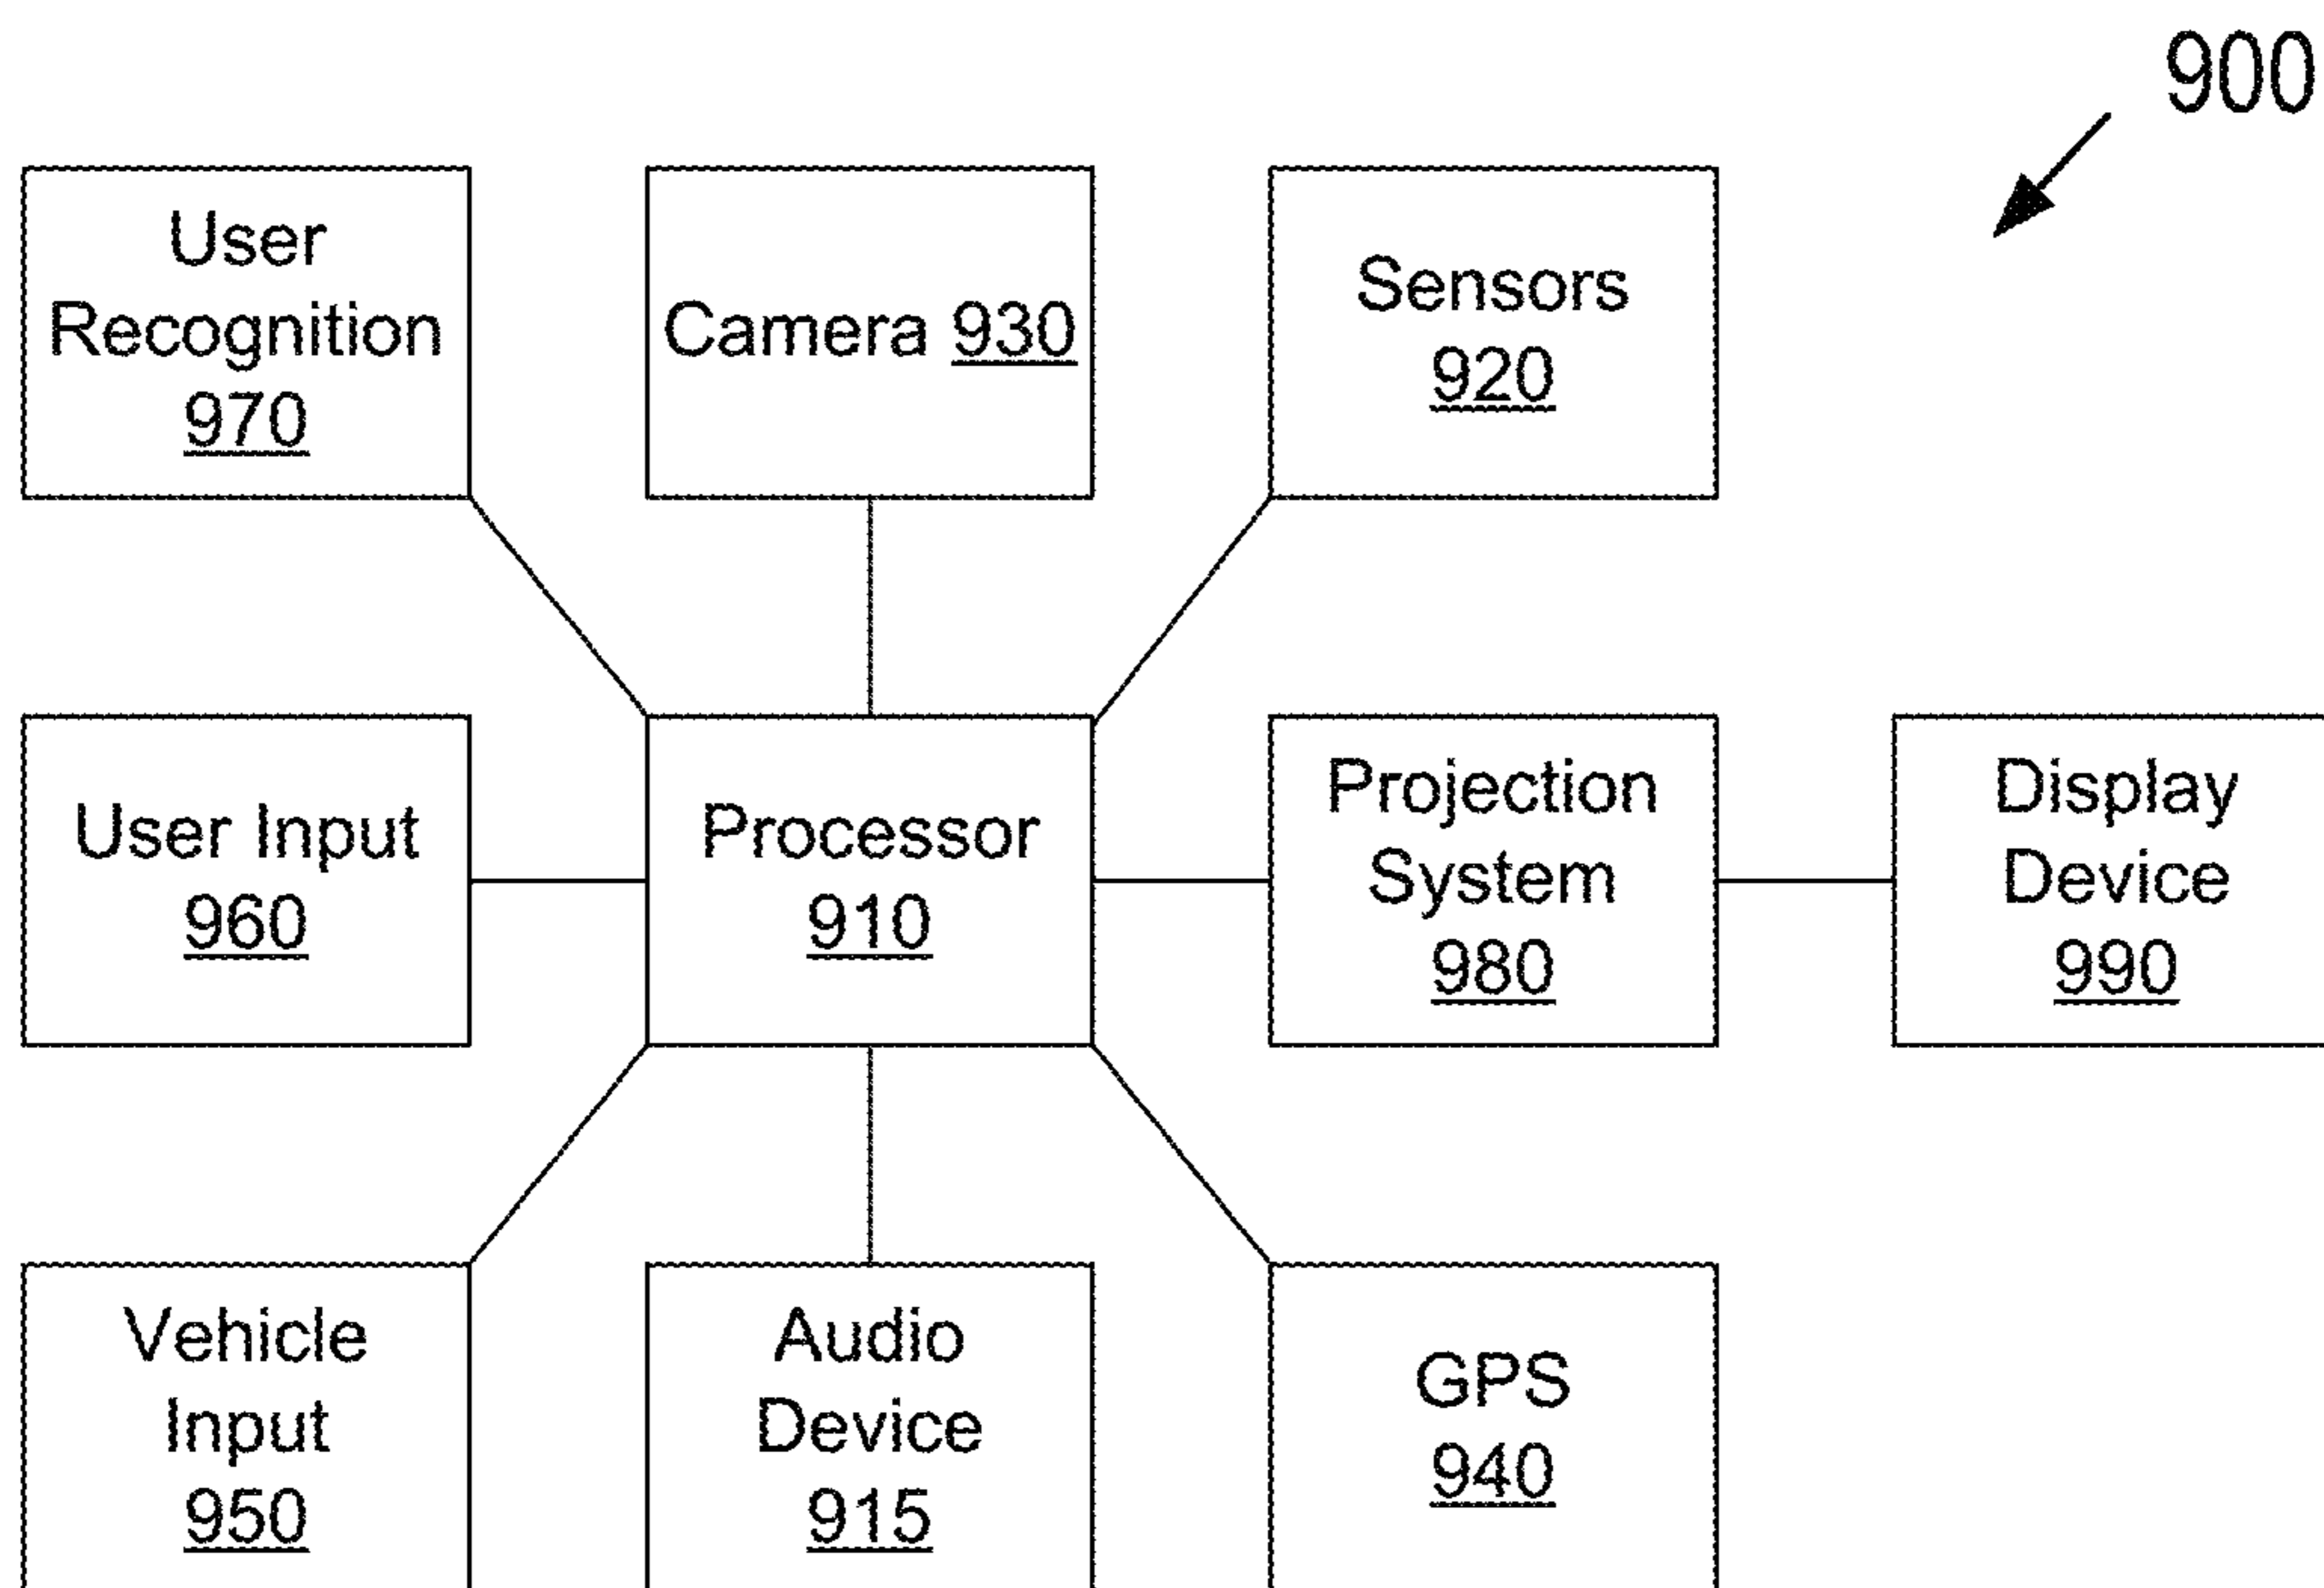 900
User
Recognition
970
Camera 930
Sensors
920
User Input
960
Processor
910
Projection
System
980
Display
Device
990
Vehicle
Input
950
Audio
Device
915
GPS
940